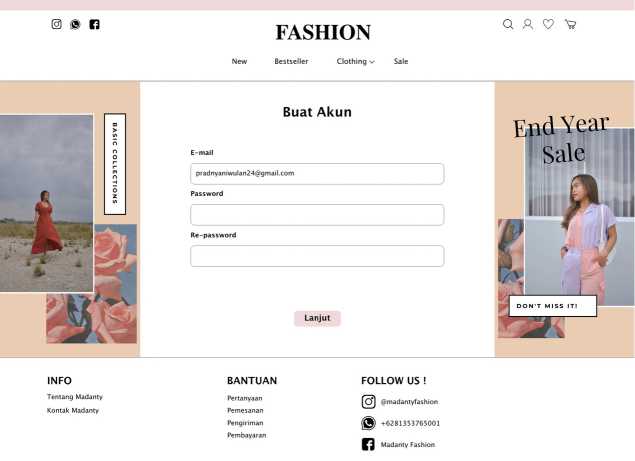 FASHION
New
Bestseller
Clothing
Sale
BASIC COLLECTIONS
Buat Akun
E-mail
pradnyaniwulan24@gmail.com
Password
Re-password
Lanjut
End Year
Sale
DON'T MISS IT!
INFO
Tentang Madanty
Kontak Madanty
BANTUAN
Pertanyaan
Pemesanan
Pengiriman
Pembayaran
FOLLOW US !
@madantyfashion
+6281353765001
Madanty Fashion